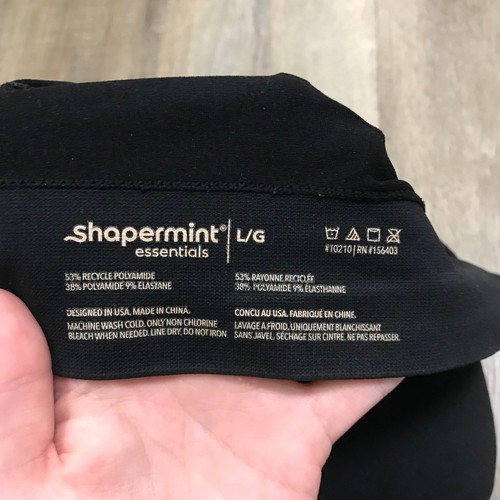 shapermint® | L/G
essentials
#T0210 | RN #156403
53% RECYCLE POLYAMIDE
38% POLYAMIDE 9% ELASTANE
DESIGNED IN USA. MADE IN CHINA.
MACHINE WASH COLD. ONLY NON CHLORINE
BLEACH WHEN NEEDED. LINE DRY. DO NOT IRON
53% RAYONNE RECICLÉE
38% POLYAMIDE 9% ELASTHANNE
CONCU AU USA. FABRIQUÉ EN CHINE.
LAVAGE A FROID. UNIQUEMENT BLANCHISSANT
SANS JAVEL. SÉCHAGE SUR CINTRE. NE PAS REPASSER.